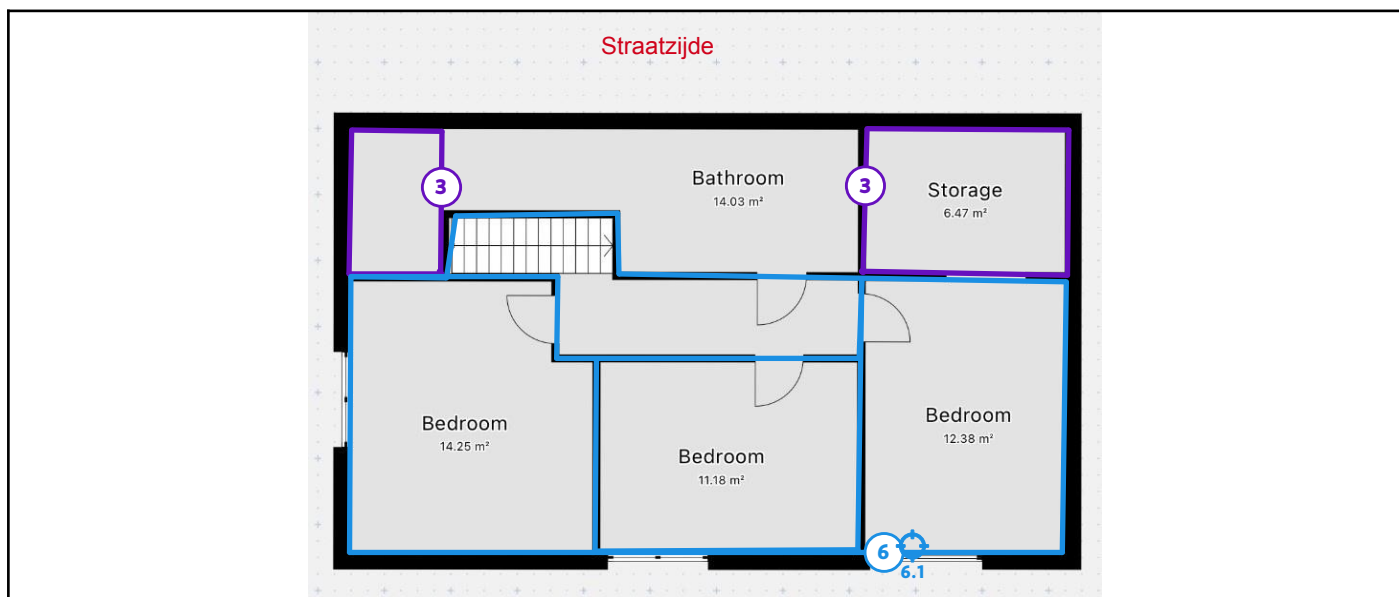 Straatzijde
3
Bathroom
14.03 m²
3
Storage
6.47 m²
Bedroom
14.25 m²
Bedroom
11.18 m²
Bedroom
12.38 m²
6
6.1